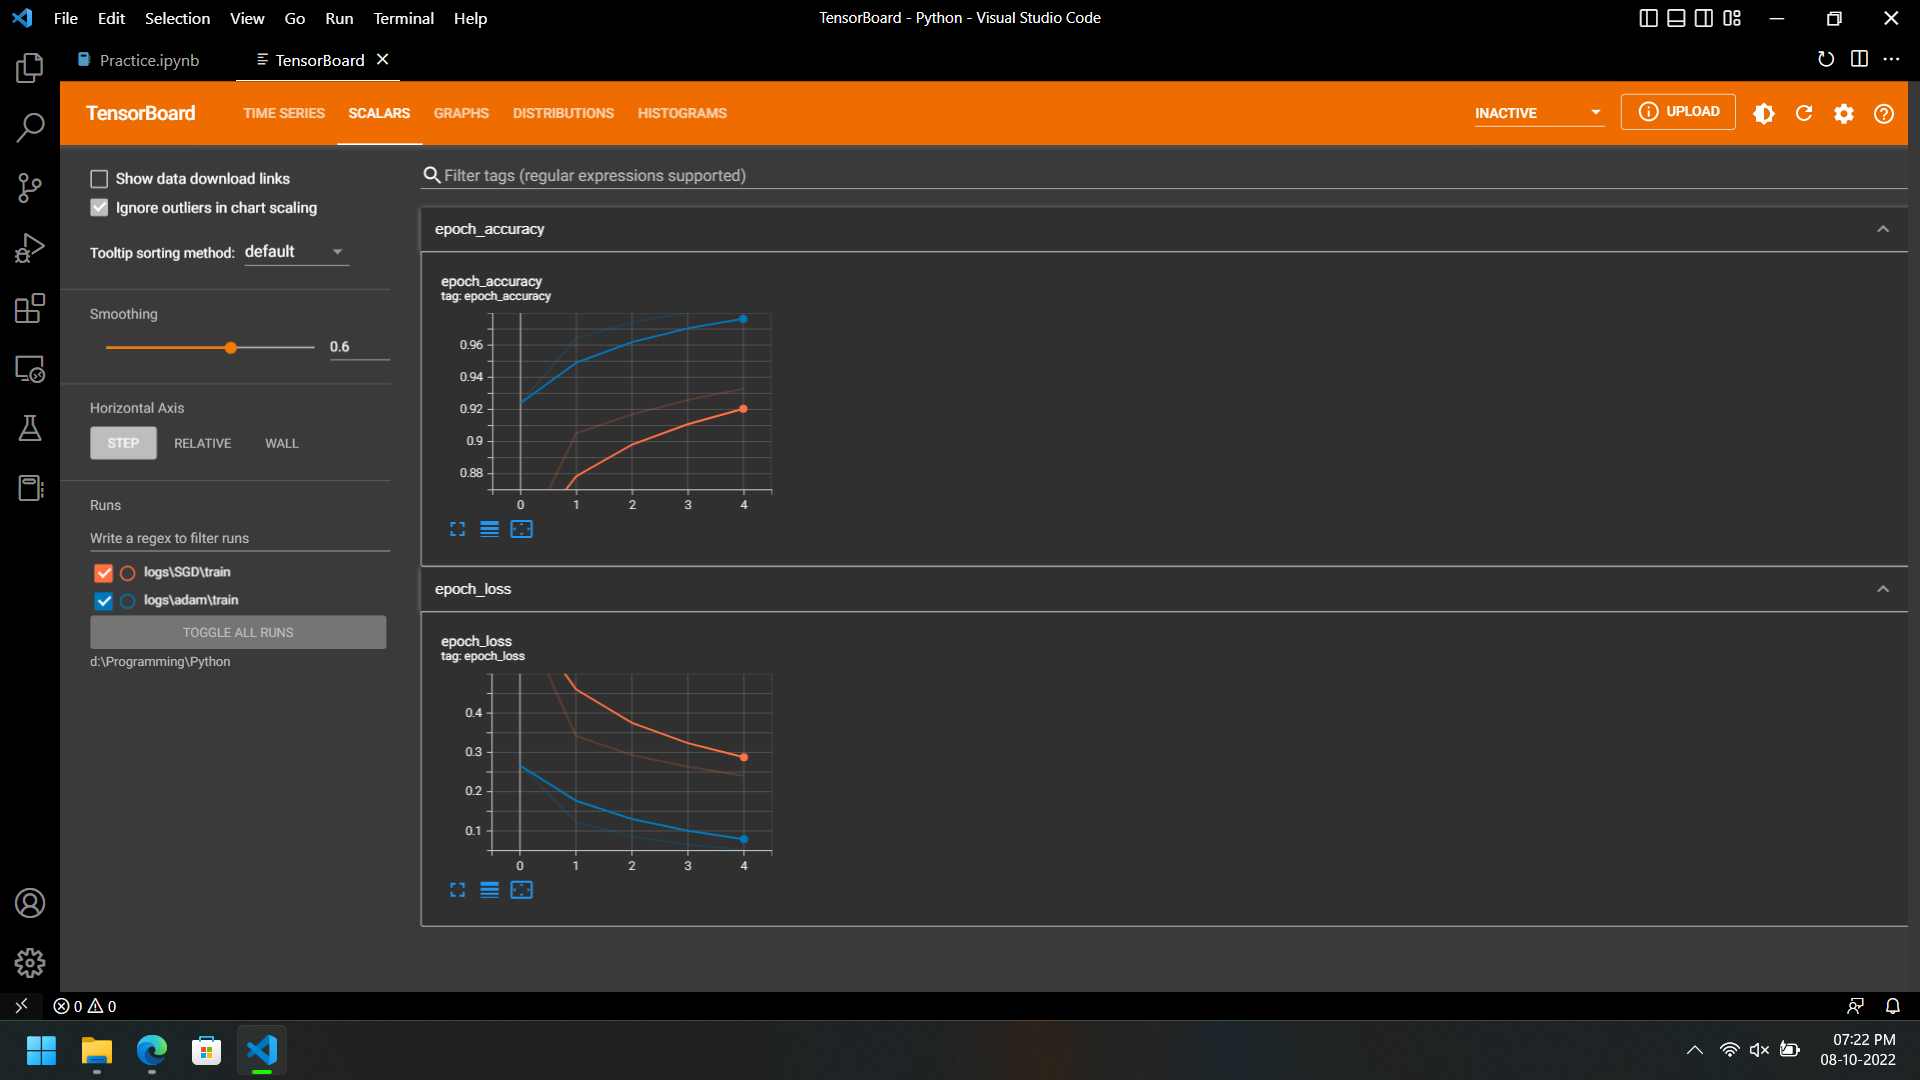 File Edit Selection View Go Run Terminal Help
TensorBoard - Python - Visual Studio Code
Practice.ipynb
TensorBoard
TensorBoard
TIME SERIES SCALARS GRAPHS DISTRIBUTIONS HISTOGRAMS
INACTIVE
UPLOAD
Show data download links
Ignore outliers in chart scaling
Tooltip sorting method: default
Smoothing
0.6
Horizontal Axis
STEP RELATIVE WALL
Runs
Write a regex to filter runs
logs\SGD\train
logs\adam\train
TOGGLE ALL RUNS
d:\Programming\Python
Filter tags (regular expressions supported)
epoch_accuracy
epoch_accuracy
tag: epoch_accuracy
0.96
0.94
0.92
0.9
0.88
0 1 2 3 4
epoch_loss
epoch_loss
tag: epoch_loss
0.4
0.3
0.2
0.1
0 1 2 3 4
0 0
07:22 PM
08-10-2022